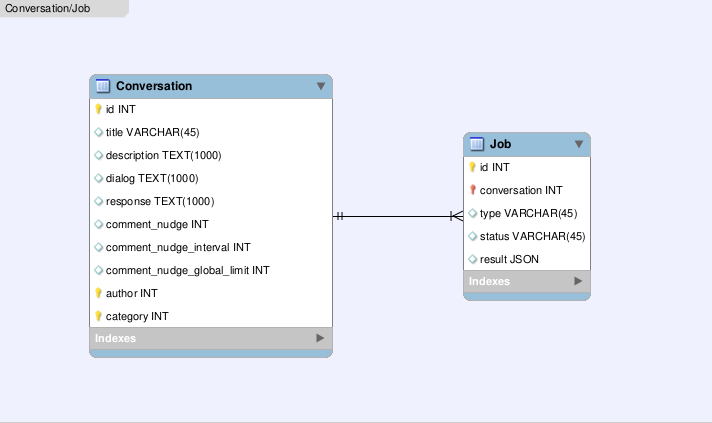 Conversation/Job
Conversation
id INT
title VARCHAR(45)
description TEXT(1000)
dialog TEXT(1000)
response TEXT(1000)
comment_nudge INT
comment_nudge_interval INT
comment_nudge_global_limit INT
author INT
category INT
Indexes
Job
id INT
conversation INT
type VARCHAR(45)
status VARCHAR(45)
result JSON
Indexes